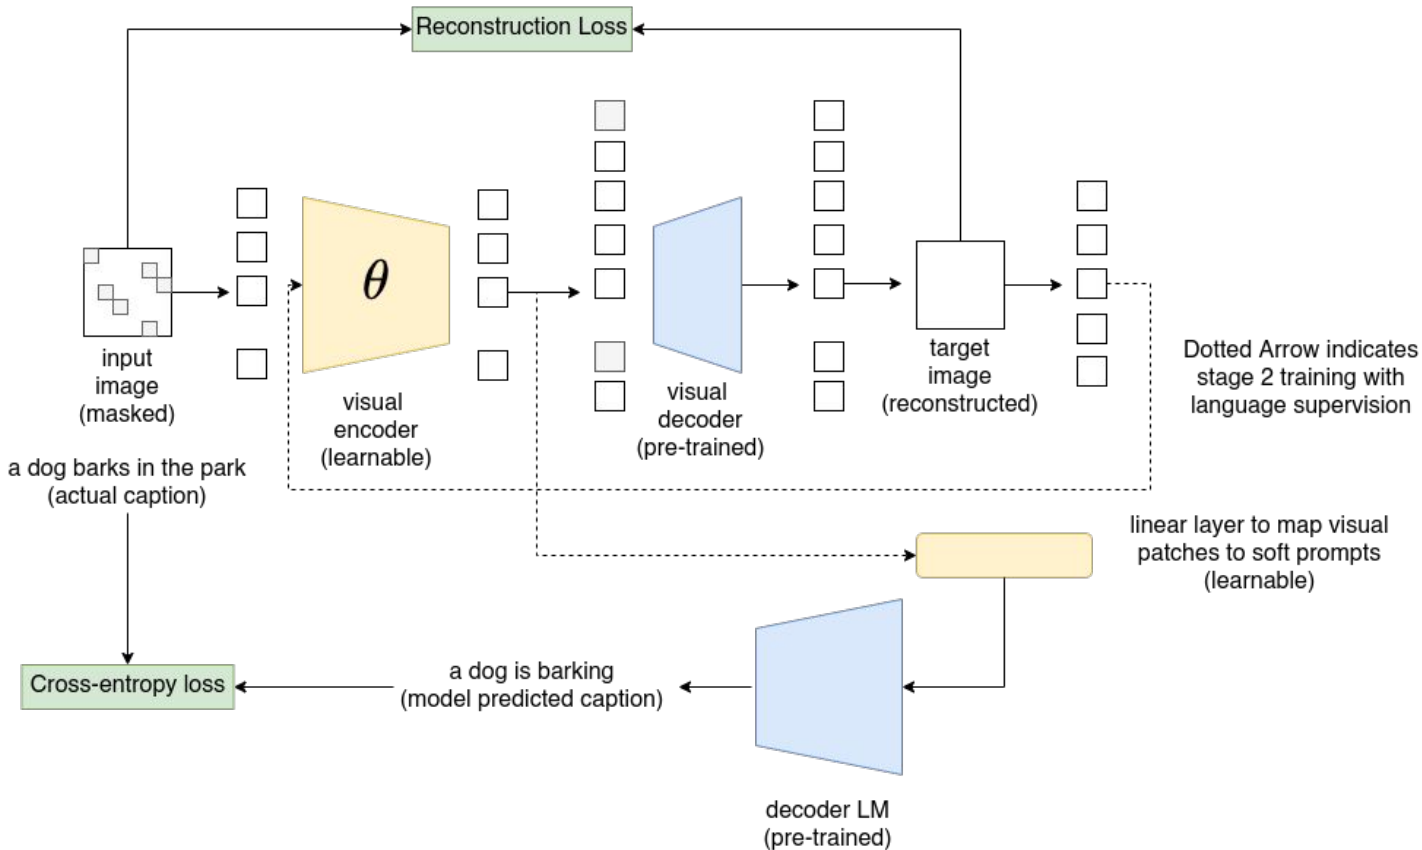 Reconstruction Loss
θ
input
image
(masked)
visual
encoder
(learnable)
visual
decoder
(pre-trained)
target
image
(reconstructed)
Dotted Arrow indicates
stage 2 training with
language supervision
a dog barks in the park
(actual caption)
linear layer to map visual
patches to soft prompts
(learnable)
Cross-entropy loss
a dog is barking
(model predicted caption)
decoder LM
(pre-trained)